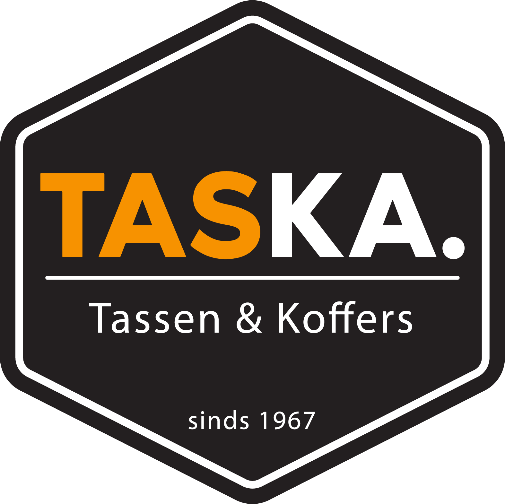 TASKA.
Tassen & Koffers
sinds 1967